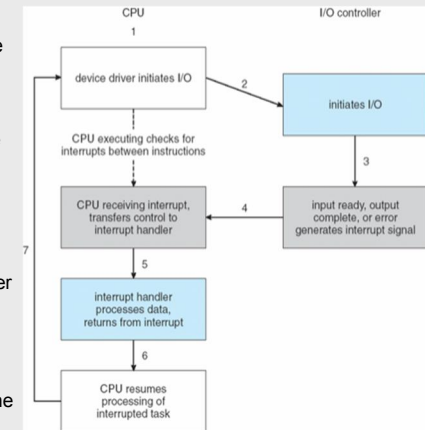 CPU
I/O controller
1
device driver initiates I/O
2
initiates I/O
CPU executing checks for
interrupts between instructions
3
CPU receiving interrupt,
transfers control to
interrupt handler
4
input ready, output
complete, or error
generates interrupt signal
7
5
interrupt handler
processes data,
returns from interrupt
6
CPU resumes
processing of
interrupted task